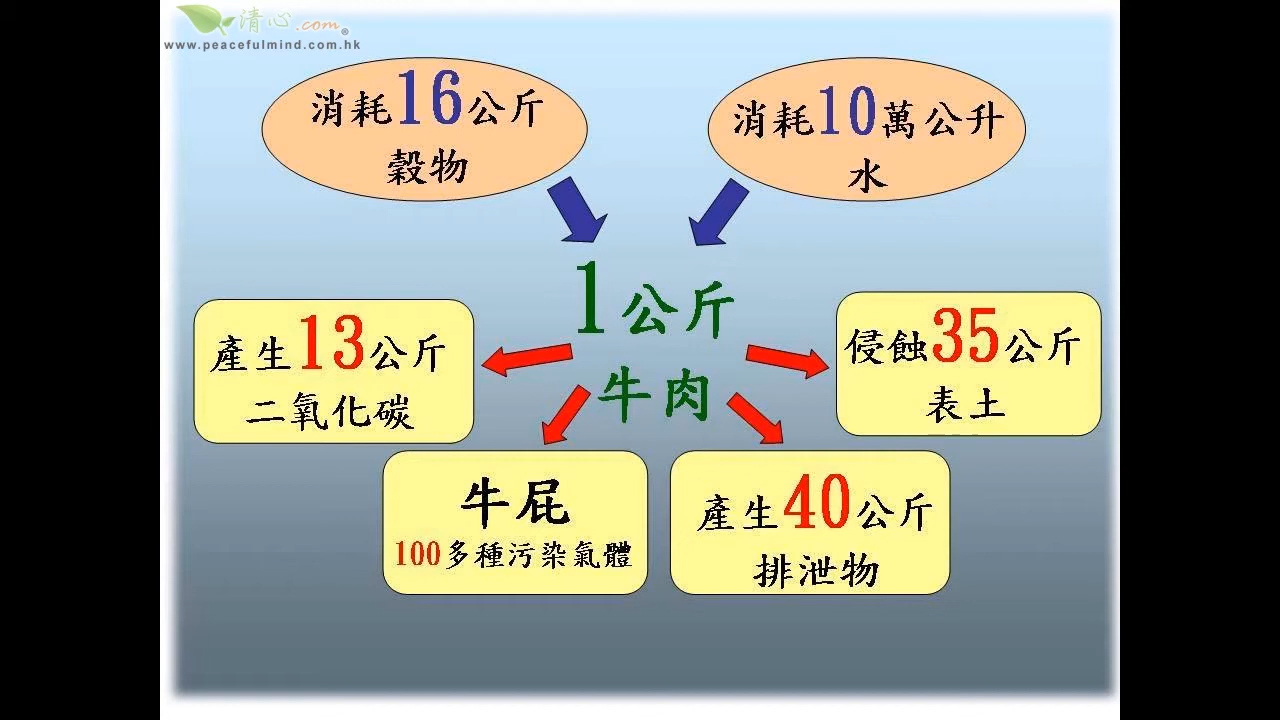 清心.com®
www.peacefulmind.com.hk
消耗16公斤
穀物
消耗10萬公升
水
1公斤
牛肉
產生13公斤
二氧化碳
侵蝕35公斤
表土
牛屁
100多種污染氣體
產生40公斤
排泄物